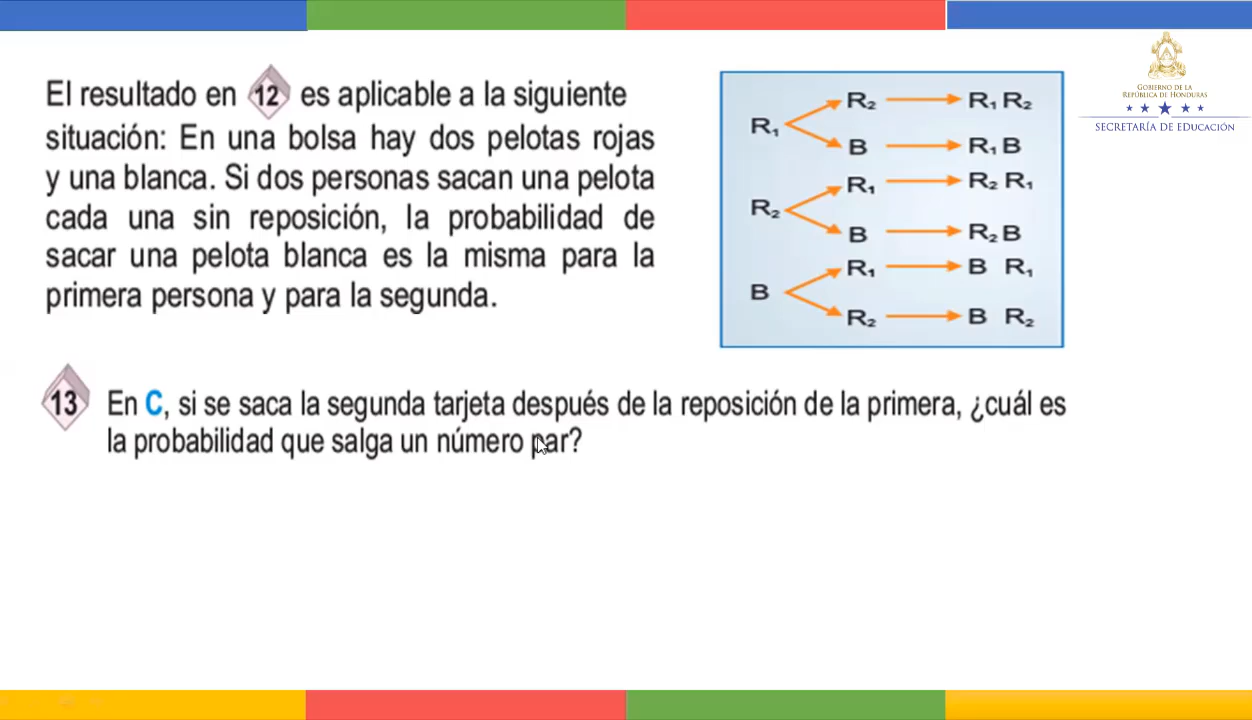 El resultado en 12 es aplicable a la siguiente
situación: En una bolsa hay dos pelotas rojas
y una blanca. Si dos personas sacan una pelota
cada una sin reposición, la probabilidad de
sacar una pelota blanca es la misma para la
primera persona y para la segunda.
R₁ R₂ R₁ R₂
B R₁ B
R₂ R₁ R₂ R₁
B R₂ B
B R₁ B R₁
R₂ B R₂
GOBIERNO DE LA
REPÚBLICA DE HONDURAS
SECRETARÍA DE EDUCACIÓN
13 En C, si se saca la segunda tarjeta después de la reposición de la primera, ¿cuál es
la probabilidad que salga un número par?